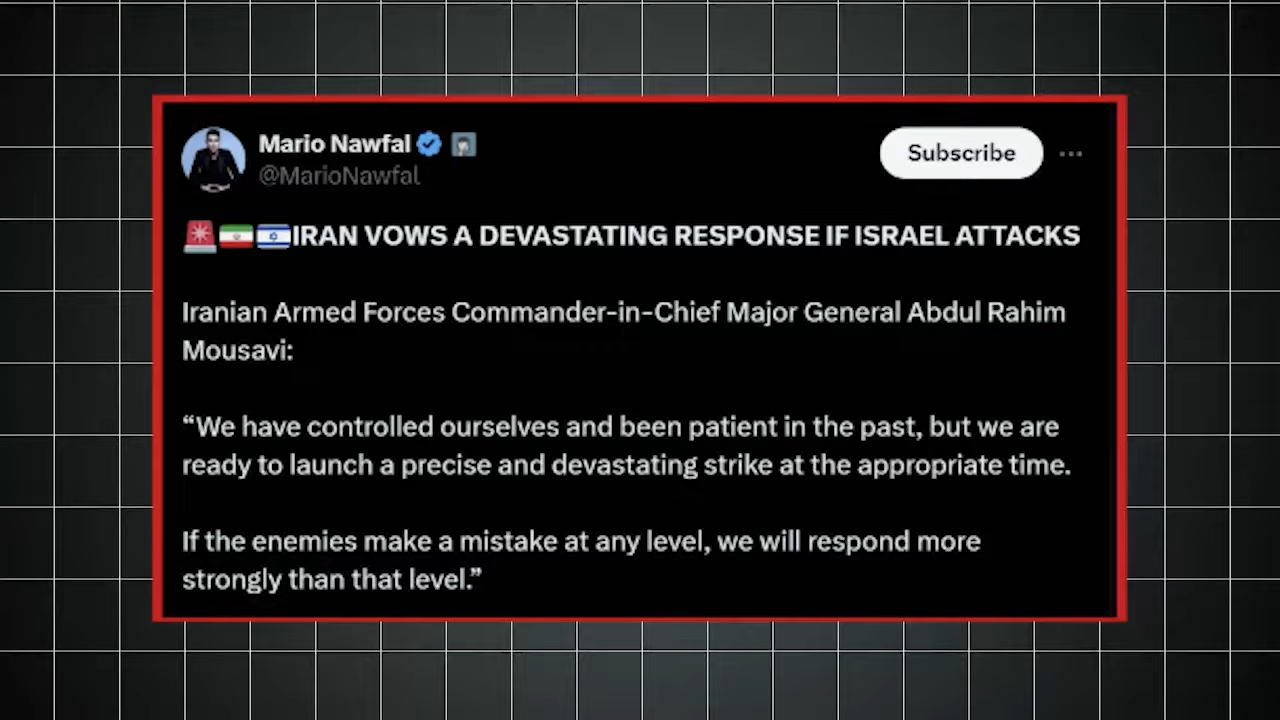 Mario Nawfal
Subscribe
@MarioNawfal
🚨🇮🇷🇮🇱IRAN VOWS A DEVASTATING RESPONSE IF ISRAEL ATTACKS
Iranian Armed Forces Commander-in-Chief Major General Abdul Rahim
Mousavi:
“We have controlled ourselves and been patient in the past, but we are
ready to launch a precise and devastating strike at the appropriate time.
If the enemies make a mistake at any level, we will respond more
strongly than that level.”